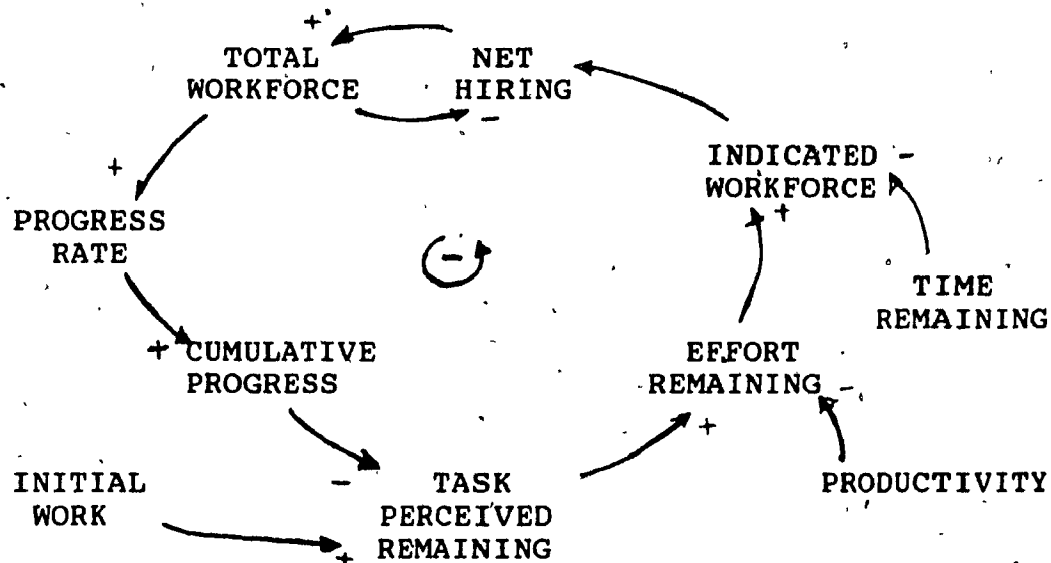 +
TOTAL
WORKFORCE
NET
HIRING
-
+
INDICATED -
WORKFORCE
+
PROGRESS
RATE
-
TIME
REMAINING
+ CUMULATIVE
PROGRESS
EFFORT
REMAINING -
+
INITIAL
WORK
- TASK
PERCEIVED
+ REMAINING
PRODUCTIVITY